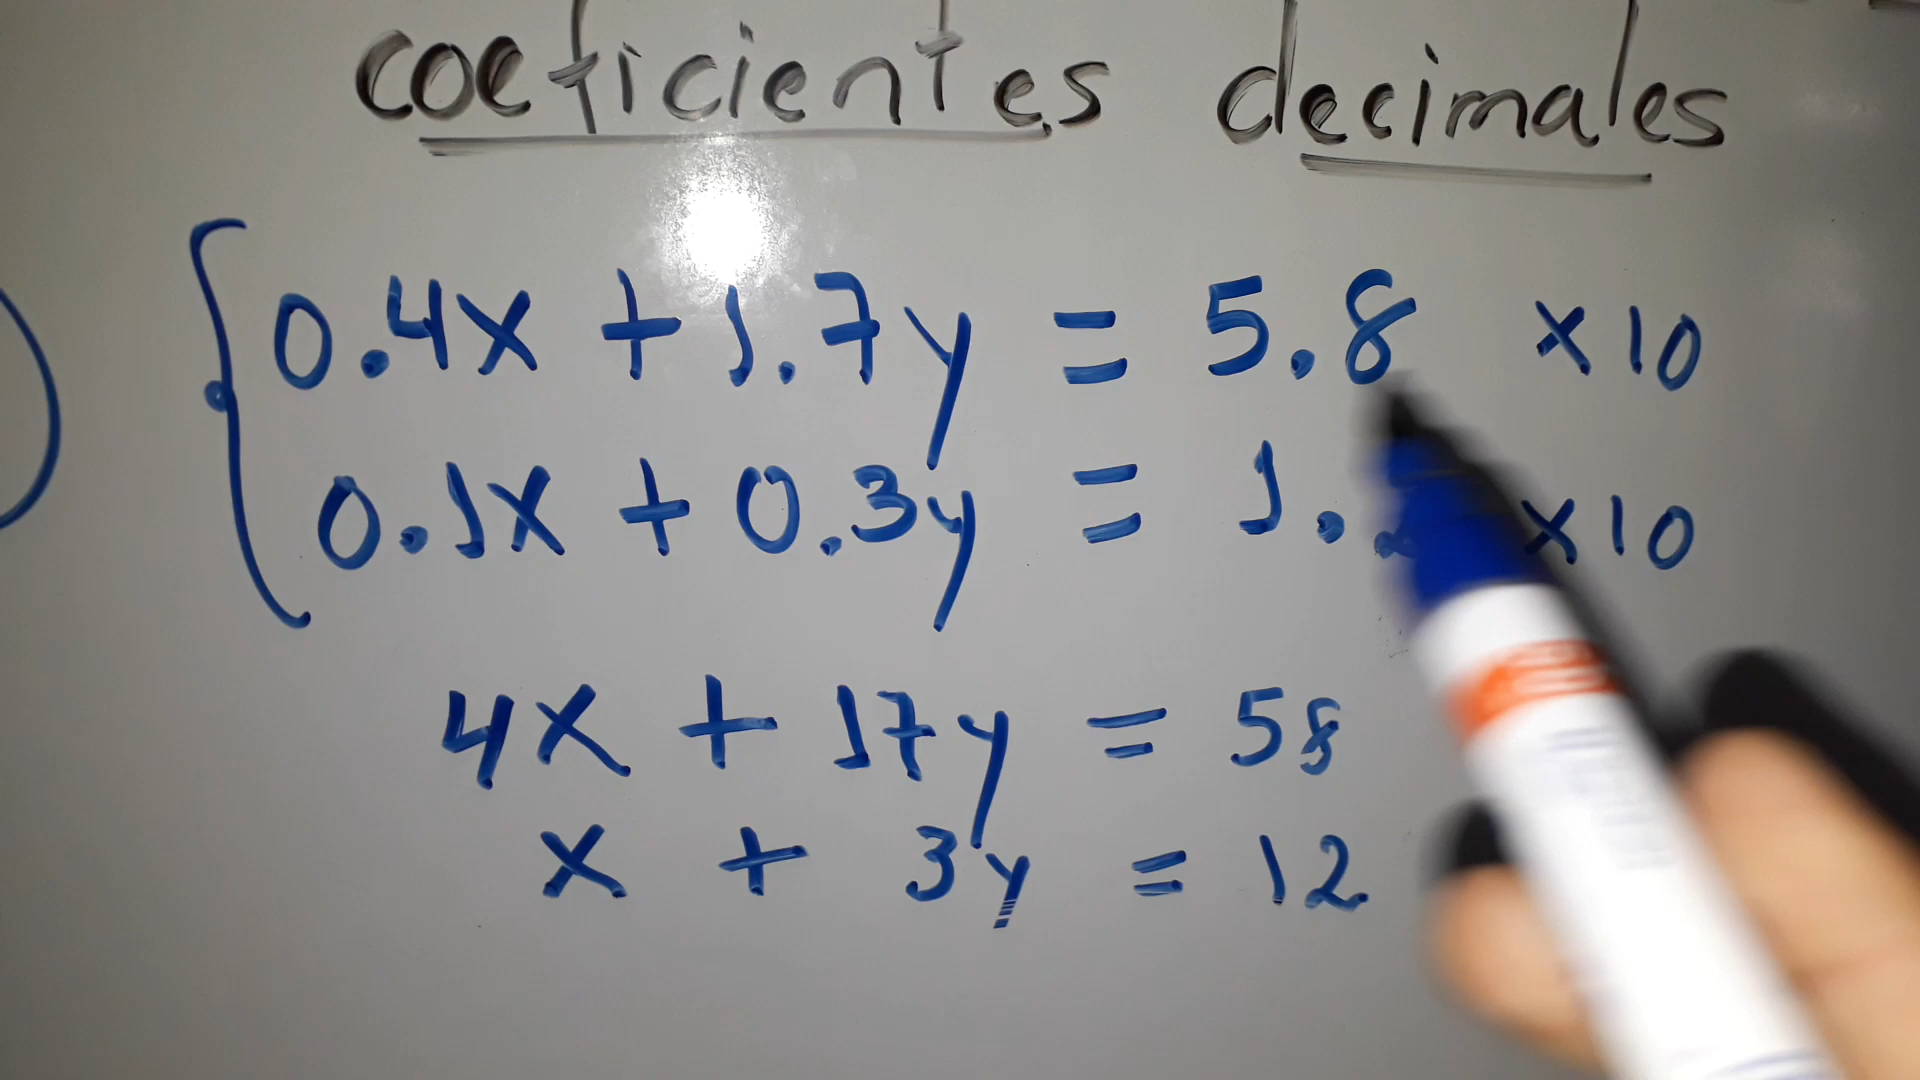 coeficientes decimales
0.4x + 1.7y = 5.8 x10
0.1x + 0.3y = 1. x10
4x + 17y = 58
x + 3y = 12